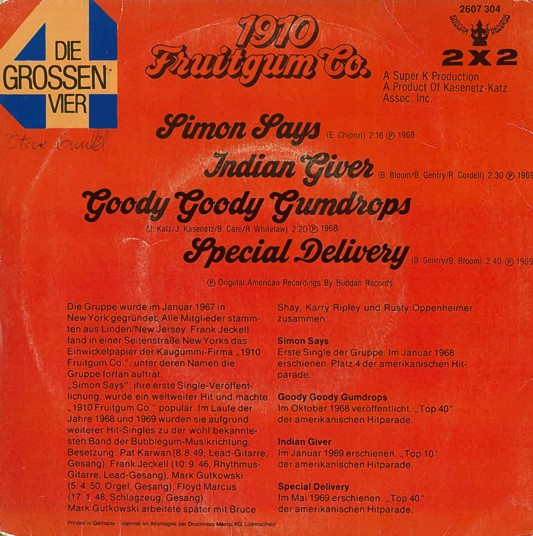 DIE
GROSSEN
VIER
4
1910
Fruitgum Co.
2607 304
2 X 2
A Super K Production
A Product Of Kasenetz-Katz
Assoc. Inc.
Simon Says (E. Chiprut) 2:16 Ⓟ 1968
Indian Giver (B. Bloom/B. Gentry/R. Cordell) 2:30 Ⓟ 1969
Goody Goody Gumdrops
(J. Katz/J. Kasenetz/B. Care/R. Whitelaw) 2:20 Ⓟ 1968
Special Delivery (B. Gentry/B. Bloom) 2:40 Ⓟ 1969
Ⓟ Original American Recordings By Buddah Records
Die Gruppe wurde im Januar 1967 in
New York gegründet. Alle Mitglieder stamm-
ten aus Linden/New Jersey. Frank Jeckell
fand in einer Seitenstraße New Yorks das
Einwickelpapier der Kaugummi-Firma „1910
Fruitgum Co.", unter deren Namen die
Gruppe fortan auftrat.
„Simon Says", ihre erste Single-Veröffent-
lichung, wurde ein weltweiter Hit und machte
„1910 Fruitgum Co." populär. Im Laufe der
Jahre 1968 und 1969 wurden sie aufgrund
weiterer Hit-Singles zu der wohl bekannte-
sten Band der Bubblegum-Musikrichtung.
Besetzung: Pat Karwan (8.8.49, Lead-Gitarre,
Gesang), Frank Jeckell (10. 9. 46, Rhythmus-
Gitarre, Lead-Gesang), Mark Gutkowski
(5. 4. 50, Orgel, Gesang), Floyd Marcus
(17. 1. 48, Schlagzeug, Gesang).
Mark Gutkowski arbeitete später mit Bruce
Shay, Karry Ripley und Rusty Oppenheimer
zusammen.
Simon Says
Erste Single der Gruppe. Im Januar 1968
erschienen. Platz 4 der amerikanischen Hit-
parade.
Goody Goody Gumdrops
Im Oktober 1968 veröffentlicht. „Top 40"
der amerikanischen Hitparade.
Indian Giver
Im Januar 1969 erschienen. „Top 10"
der amerikanischen Hitparade.
Special Delivery
Im Mai 1969 erschienen. „Top 40"
der amerikanischen Hitparade.
Printed in Germany · Imprimé en Allemagne par Druckhaus Maack KG, Lüdenscheid